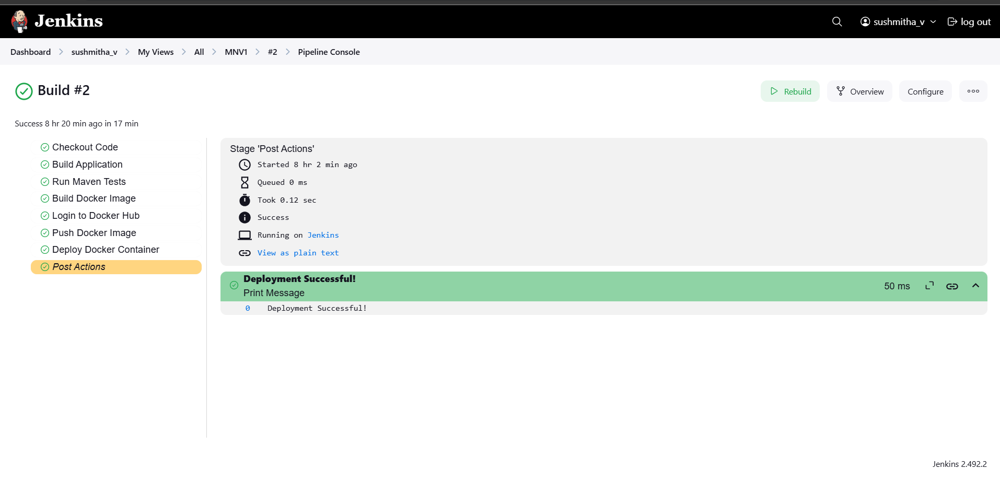 Jenkins
sushmitha_v
log out
Dashboard > sushmitha_v > My Views > All > MNV1 > #2 > Pipeline Console
Build #2
Rebuild
Overview
Configure
Success 8 hr 20 min ago in 17 min
Checkout Code
Build Application
Run Maven Tests
Build Docker Image
Login to Docker Hub
Push Docker Image
Deploy Docker Container
Post Actions
Stage 'Post Actions'
Started 8 hr 2 min ago
Queued 0 ms
Took 0.12 sec
Success
Running on Jenkins
View as plain text
Deployment Successful!
Print Message
50 ms
0 Deployment Successful!
Jenkins 2.492.2